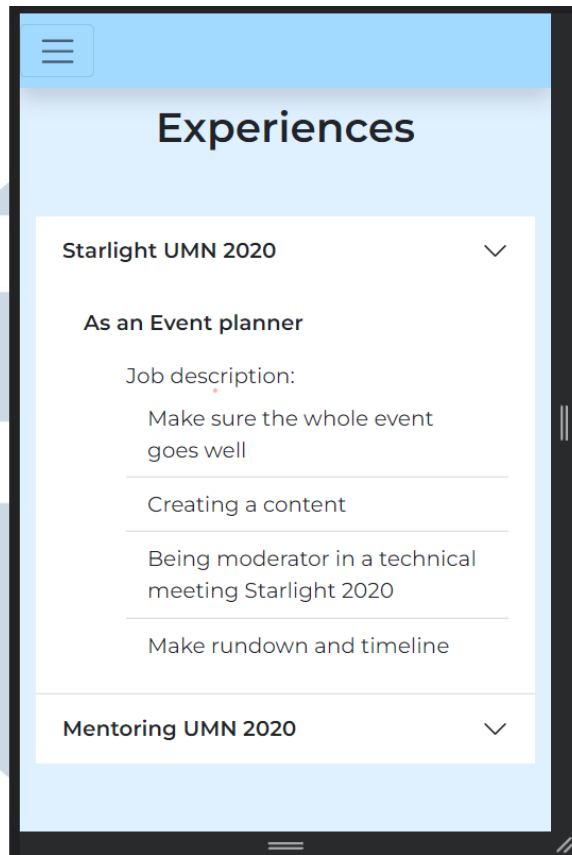 Experiences
Starlight UMN 2020
As an Event planner
Job description:
Make sure the whole event
goes well
Creating a content
Being moderator in a technical
meeting Starlight 2020
Make rundown and timeline
Mentoring UMN 2020